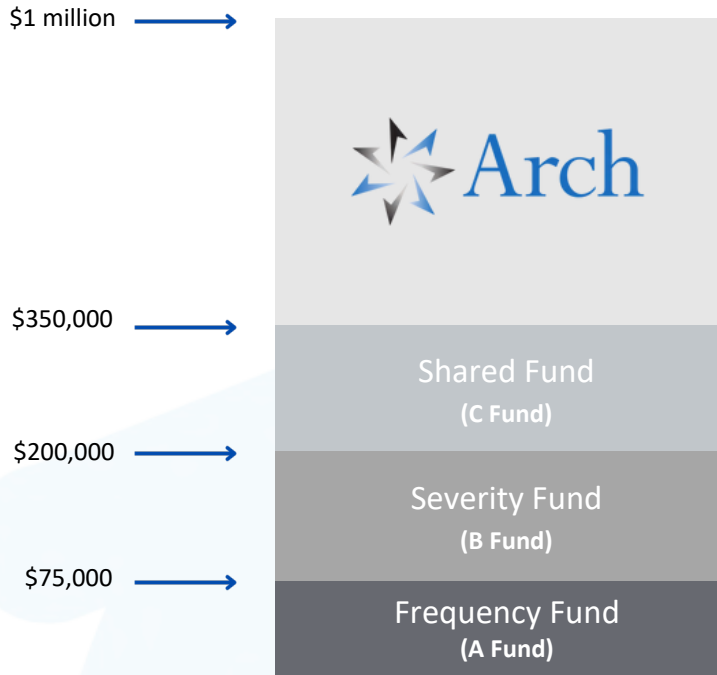 $1 million
Arch
$350,000
Shared Fund
(C Fund)
$200,000
Severity Fund
(B Fund)
$75,000
Frequency Fund
(A Fund)